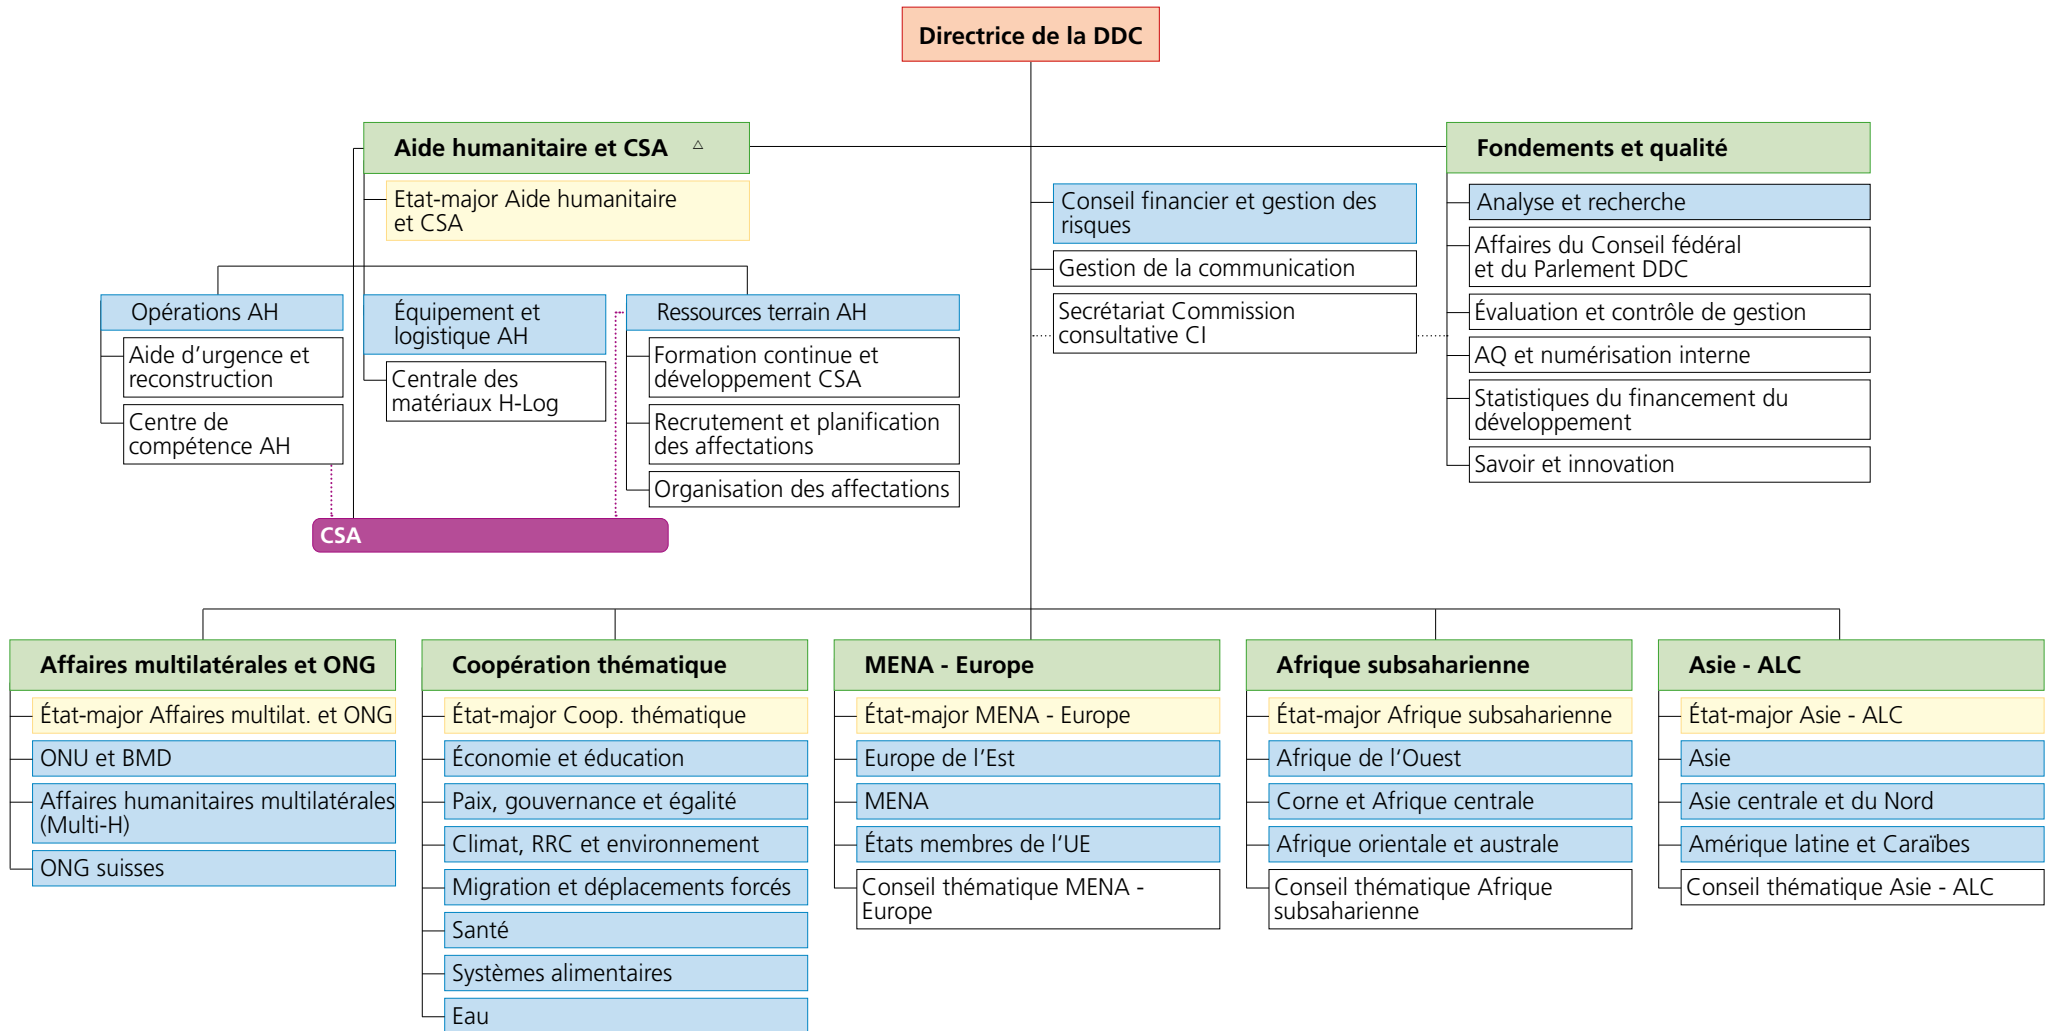 Directrice de la DDC
Aide humanitaire et CSA △
Etat-major Aide humanitaire
et CSA
Opérations AH
Aide d’urgence et
reconstruction
Centre de
compétence AH
Équipement et
logistique AH
Centrale des
matériaux H-Log
Ressources terrain AH
Formation continue et
développement CSA
Recrutement et planification
des affectations
Organisation des affectations
CSA
Conseil financier et gestion des
risques
Gestion de la communication
Secrétariat Commission
consultative CI
Fondements et qualité
Analyse et recherche
Affaires du Conseil fédéral
et du Parlement DDC
Évaluation et contrôle de gestion
AQ et numérisation interne
Statistiques du financement du
développement
Savoir et innovation
Affaires multilatérales et ONG
État-major Affaires multilat. et ONG
ONU et BMD
Affaires humanitaires multilatérales
(Multi-H)
ONG suisses
Coopération thématique
État-major Coop. thématique
Économie et éducation
Paix, gouvernance et égalité
Climat, RRC et environnement
Migration et déplacements forcés
Santé
Systèmes alimentaires
Eau
MENA - Europe
État-major MENA - Europe
Europe de l’Est
MENA
États membres de l‘UE
Conseil thématique MENA -
Europe
Afrique subsaharienne
État-major Afrique subsaharienne
Afrique de l‘Ouest
Corne et Afrique centrale
Afrique orientale et australe
Conseil thématique Afrique
subsaharienne
Asie - ALC
État-major Asie - ALC
Asie
Asie centrale et du Nord
Amérique latine et Caraïbes
Conseil thématique Asie - ALC